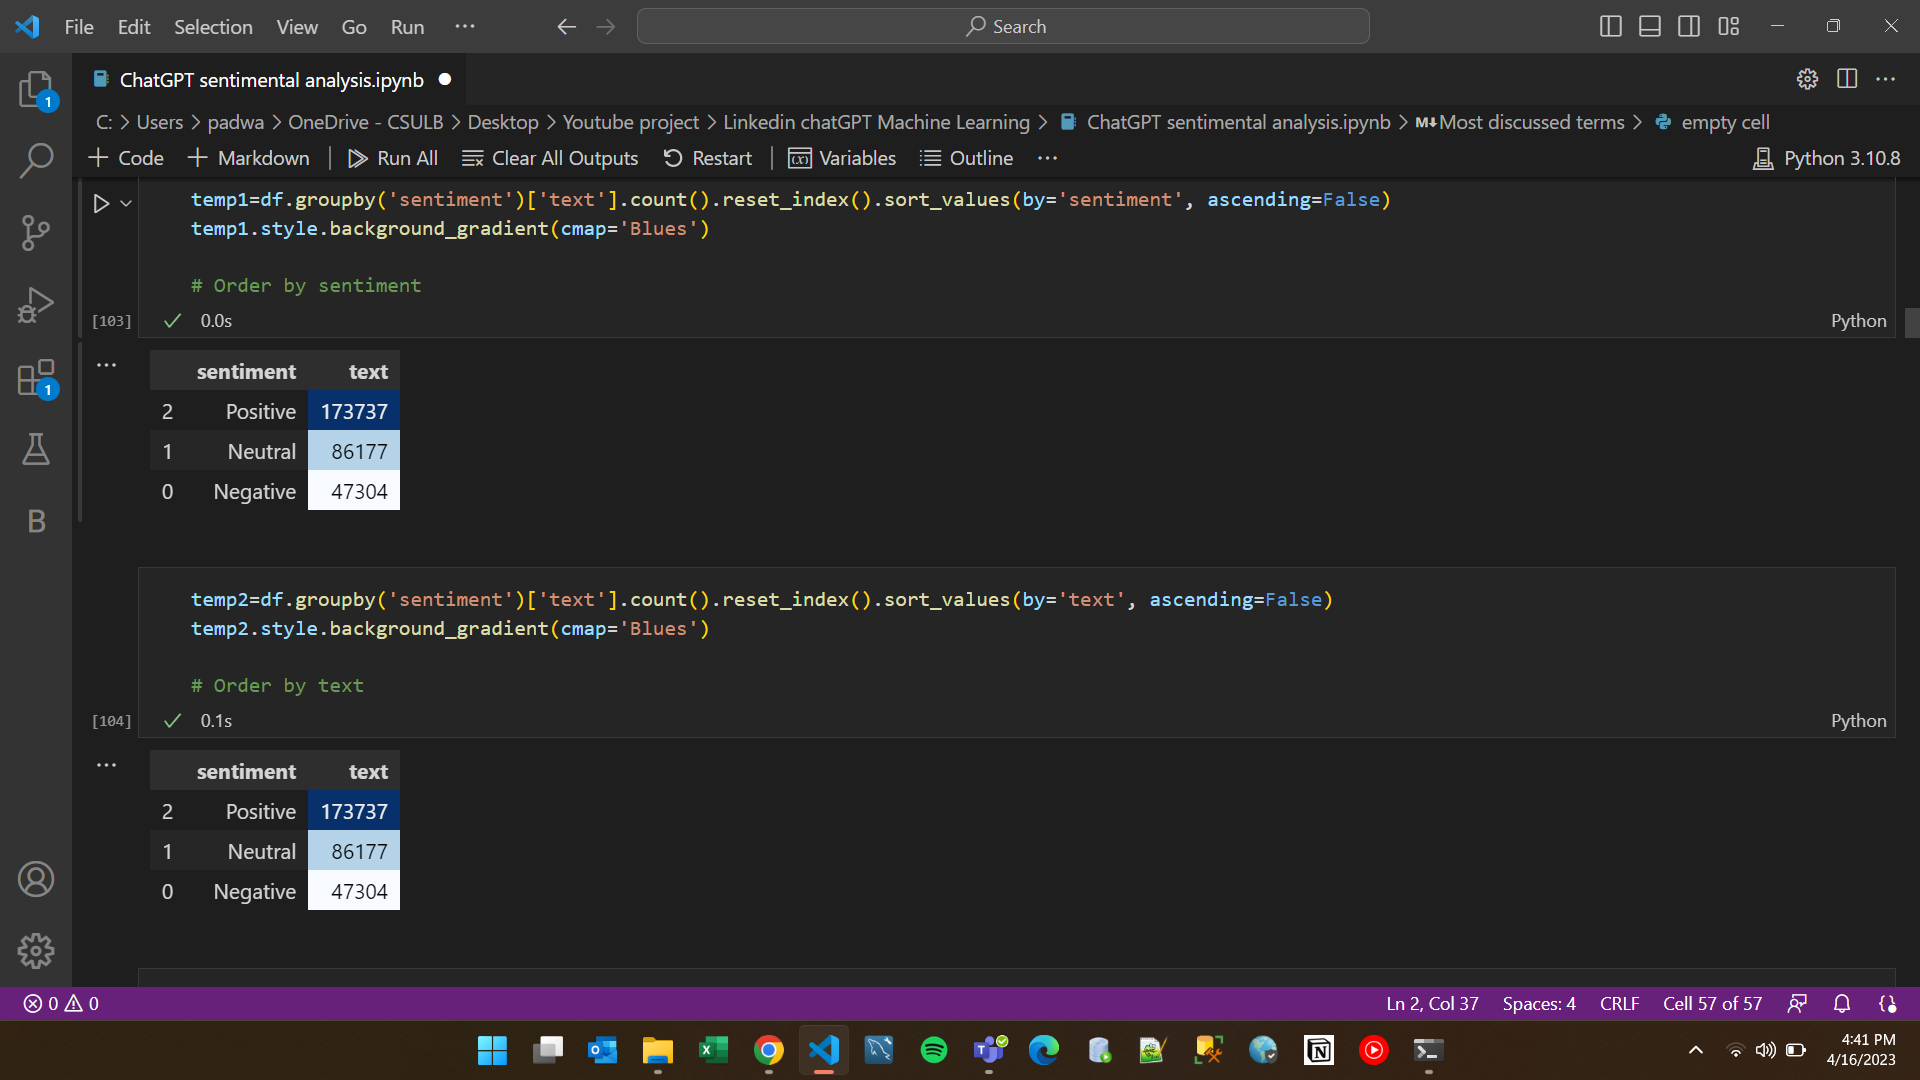 File Edit Selection View Go Run ··· Search
ChatGPT sentimental analysis.ipynb
C: > Users > padwa > OneDrive - CSULB > Desktop > Youtube project > Linkedin chatGPT Machine Learning > ChatGPT sentimental analysis.ipynb > M↓Most discussed terms > empty cell
+ Code + Markdown | Run All Clear All Outputs Restart | Variables Outline ··· Python 3.10.8
temp1=df.groupby('sentiment')['text'].count().reset_index().sort_values(by='sentiment', ascending=False)
temp1.style.background_gradient(cmap='Blues')
# Order by sentiment
[103] 0.0s Python
sentiment text
2 Positive 173737
1 Neutral 86177
0 Negative 47304
temp2=df.groupby('sentiment')['text'].count().reset_index().sort_values(by='text', ascending=False)
temp2.style.background_gradient(cmap='Blues')
# Order by text
[104] 0.1s Python
sentiment text
2 Positive 173737
1 Neutral 86177
0 Negative 47304
1
1
B
0 0 Ln 2, Col 37 Spaces: 4 CRLF Cell 57 of 57
4:41 PM
4/16/2023